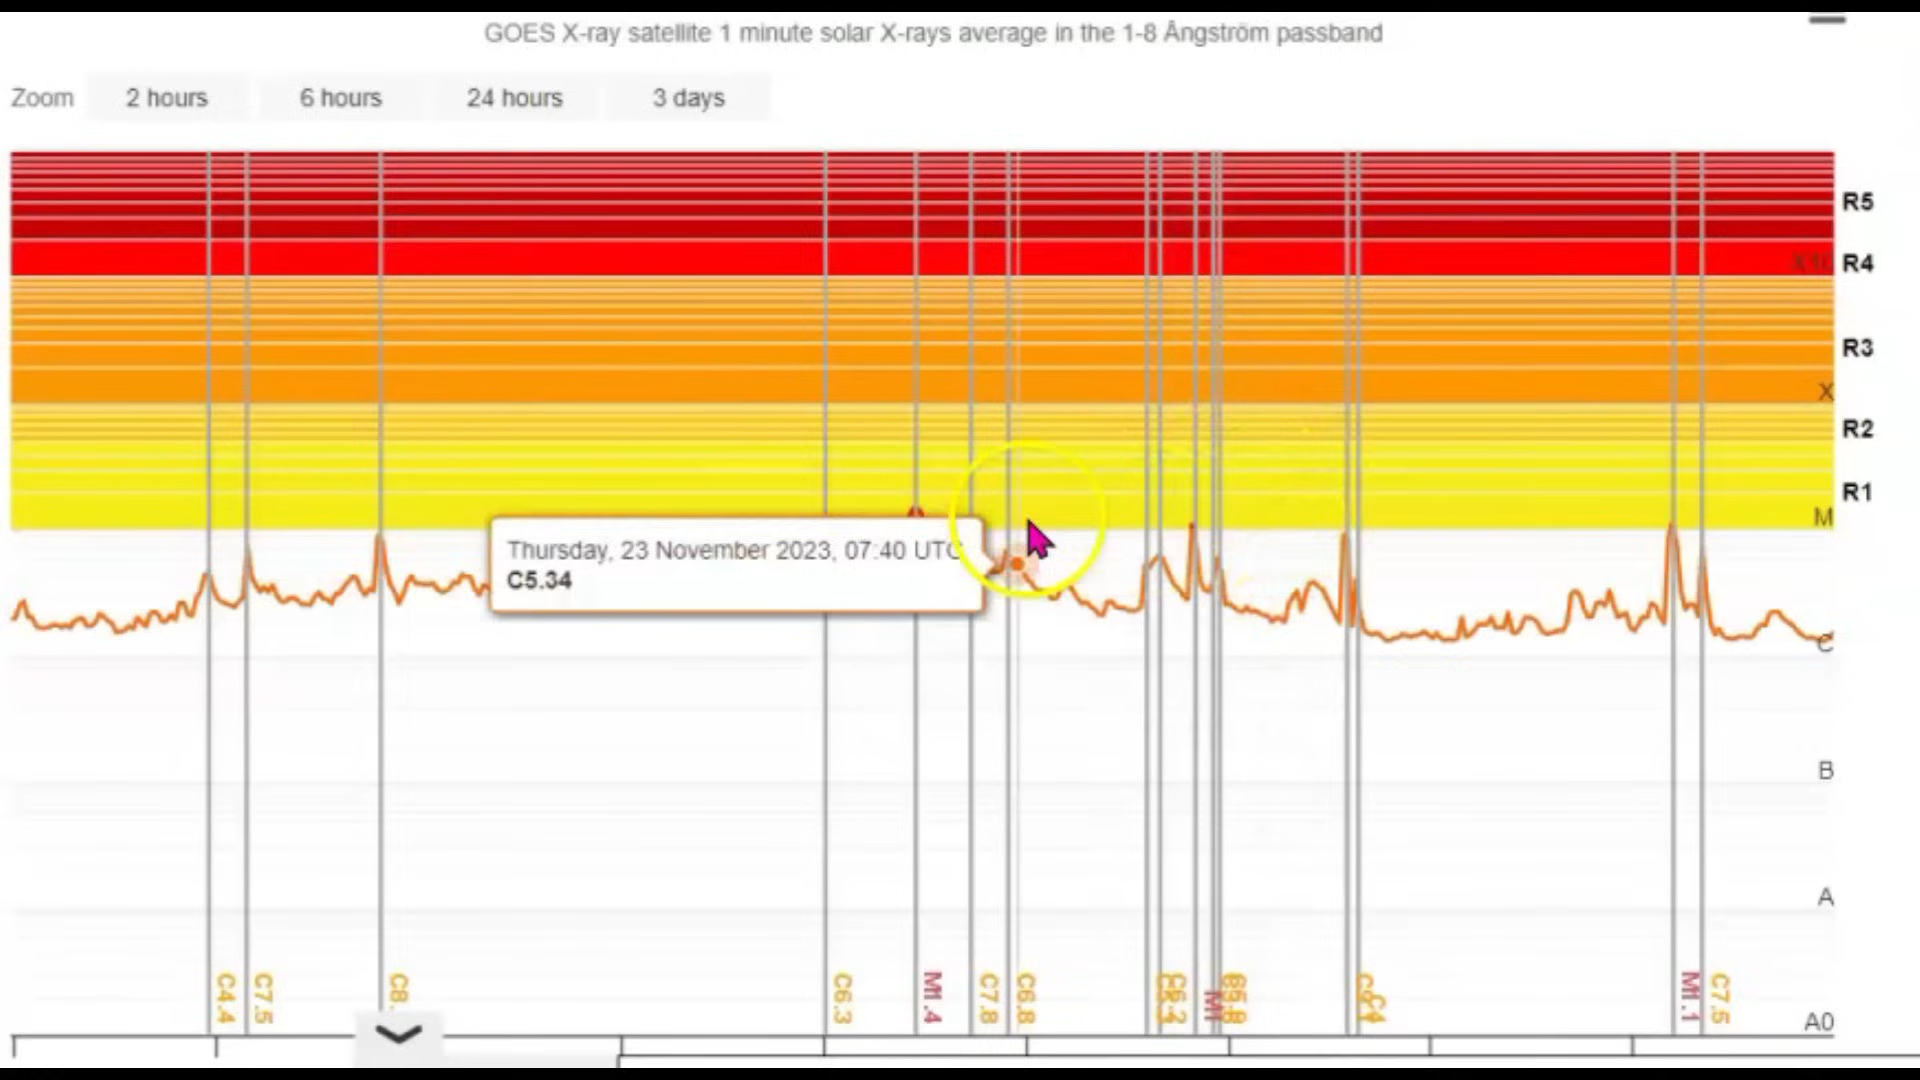 GOES X-ray satellite 1 minute solar X-rays average in the 1-8 Ångström passband
Zoom 2 hours 6 hours 24 hours 3 days
R5
X10 R4
R3
X
R2
R1
M
Thursday, 23 November 2023, 07:40 UTC
C5.34
C
B
A
C4.4 C7.5 C8. C6.3 M1.4 C7.8 C6.8 C6.2 M1 M1.1 C7.5
A0